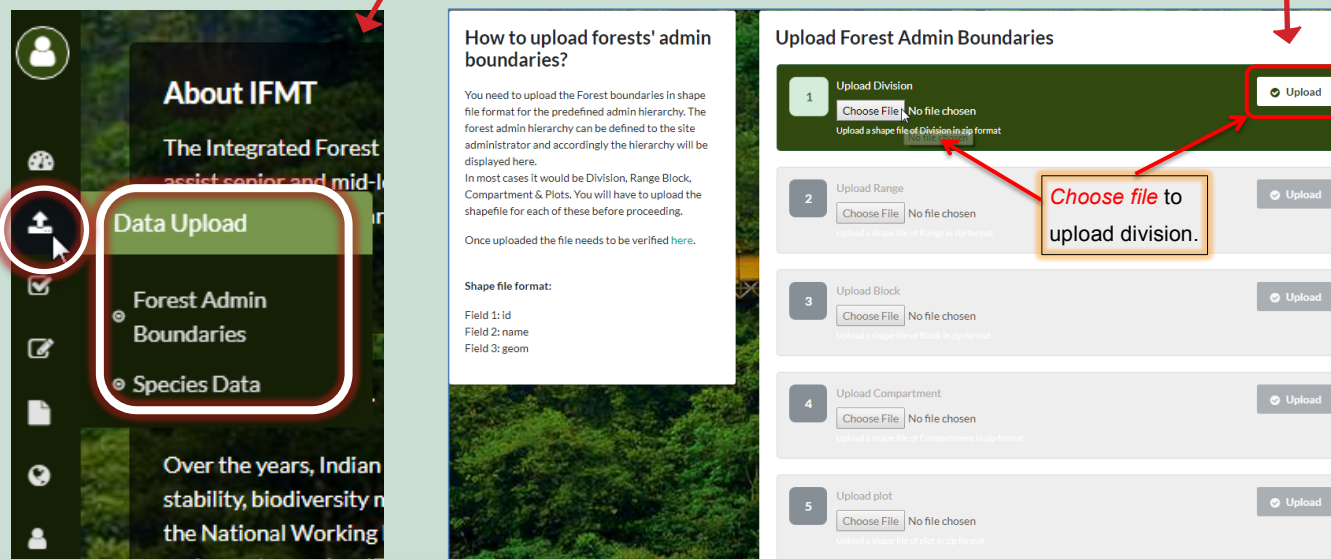 About IFMT
The Integrated Forest
assist senior and mid-l
Data Upload
Forest Admin
Boundaries
Species Data
Over the years, Indian
stability, biodiversity
the National Working
How to upload forests' admin
boundaries?
You need to upload the Forest boundaries in shape
file format for the predefined admin hierarchy. The
forest admin hierarchy can be defined to the site
administrator and accordingly the hierarchy will be
displayed here.
In most cases it would be Division, Range Block,
Compartment & Plots. You will have to upload the
shapefile for each of these before proceeding.
Once uploaded the file needs to be verified here.
Shape file format:
Field 1: id
Field 2: name
Field 3: geom
Upload Forest Admin Boundaries
1
Upload Division
Choose File No file chosen
Upload a shape file of Division in zip format
No file chosen
Upload
Choose file to
upload division.
2
Upload Range
Choose File No file chosen
Upload a shape file of Range in zip format
Upload
3
Upload Block
Choose File No file chosen
Upload a shape file of Block in zip format
Upload
4
Upload Compartment
Choose File No file chosen
Upload a shape file of Compartment in zip format
Upload
5
Upload plot
Choose File No file chosen
Upload a shape file of plot in zip format
Upload